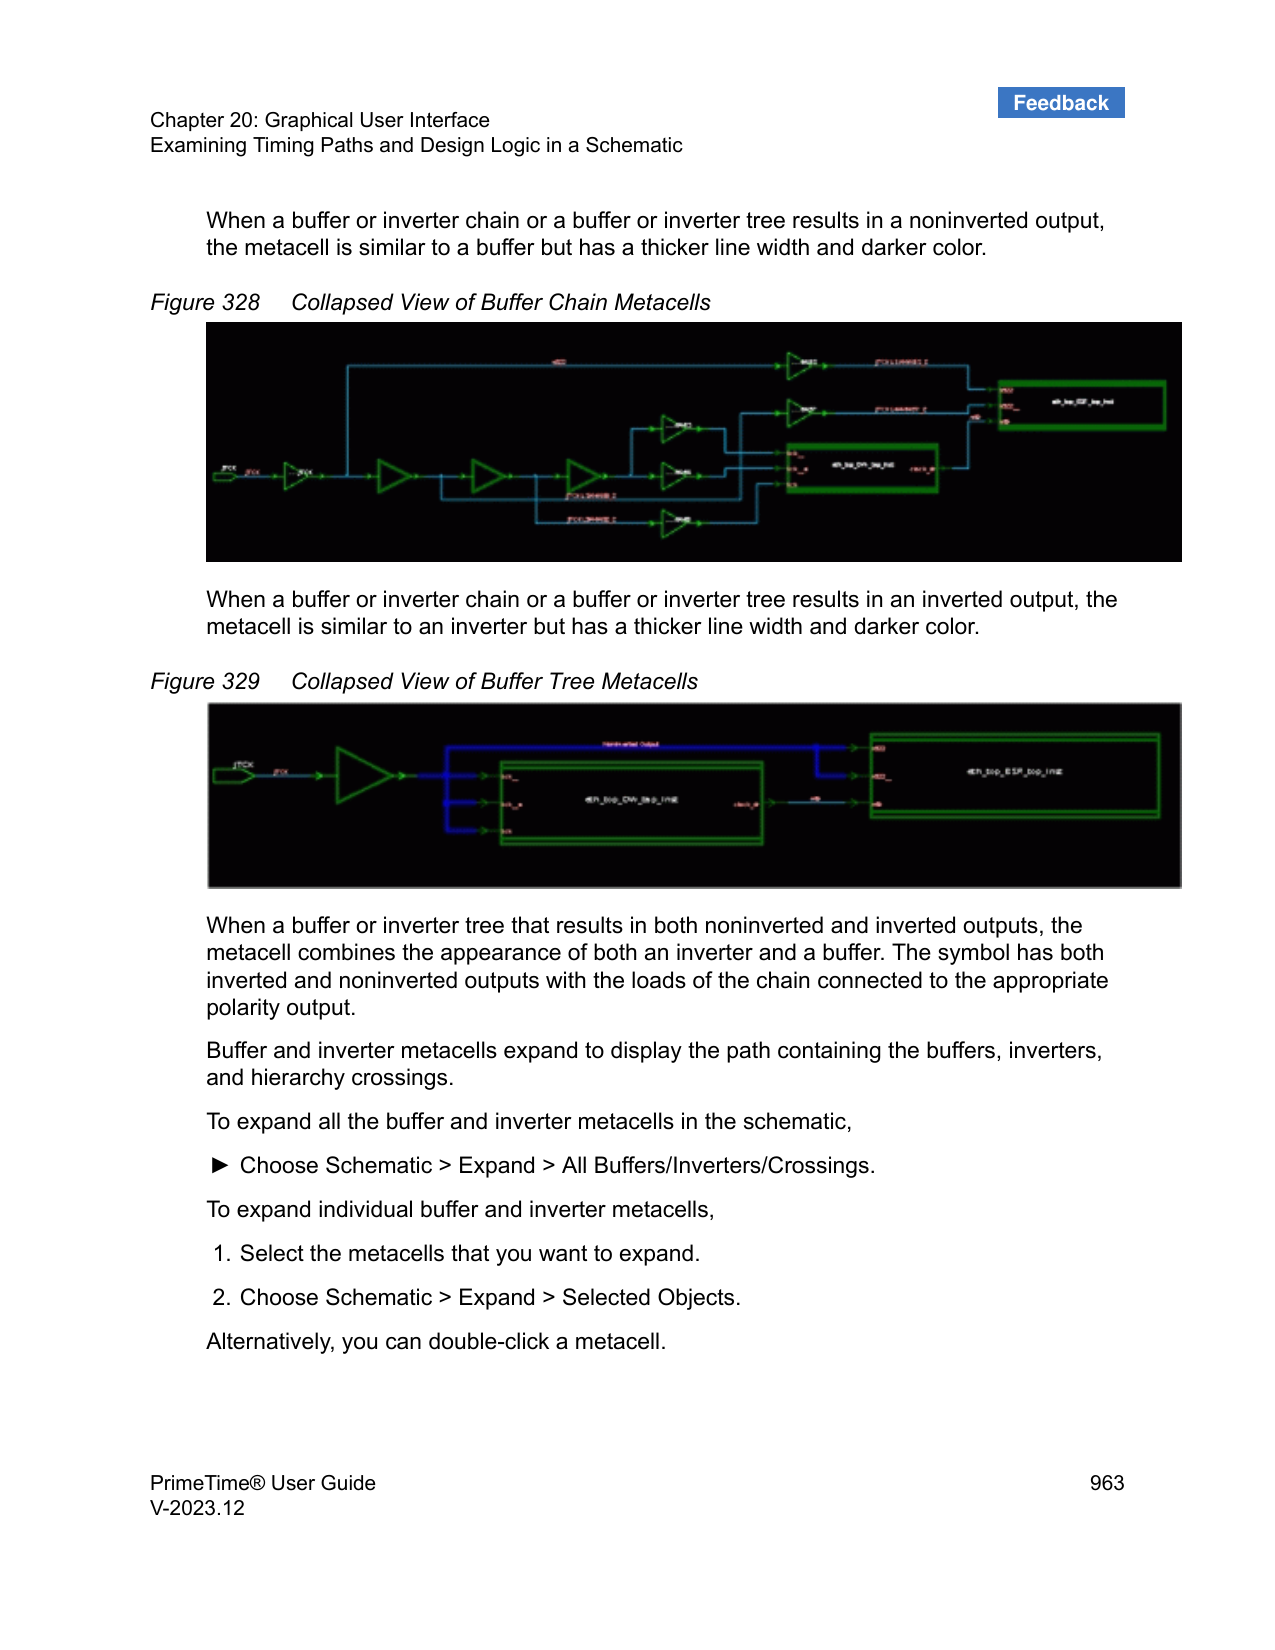 Feedback
Chapter 20: Graphical User Interface
Examining Timing Paths and Design Logic in a Schematic
When a buffer or inverter chain or a buffer or inverter tree results in a noninverted output,
the metacell is similar to a buffer but has a thicker line width and darker color.
Figure 328 Collapsed View of Buffer Chain Metacells
JTCK
JTCK
JTCK
When a buffer or inverter chain or a buffer or inverter tree results in an inverted output, the
metacell is similar to an inverter but has a thicker line width and darker color.
Figure 329 Collapsed View of Buffer Tree Metacells
Noninverted Output
JTCK
JTCK
When a buffer or inverter tree that results in both noninverted and inverted outputs, the
metacell combines the appearance of both an inverter and a buffer. The symbol has both
inverted and noninverted outputs with the loads of the chain connected to the appropriate
polarity output.
Buffer and inverter metacells expand to display the path containing the buffers, inverters,
and hierarchy crossings.
To expand all the buffer and inverter metacells in the schematic,
► Choose Schematic > Expand > All Buffers/Inverters/Crossings.
To expand individual buffer and inverter metacells,
1. Select the metacells that you want to expand.
2. Choose Schematic > Expand > Selected Objects.
Alternatively, you can double-click a metacell.
PrimeTime® User Guide 963
V-2023.12